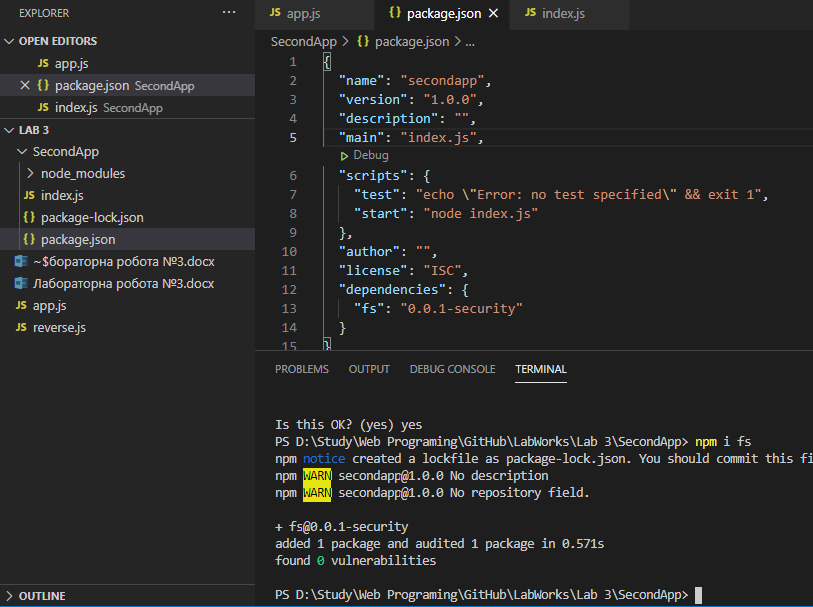 EXPLORER
...
OPEN EDITORS
JS app.js
{} package.json SecondApp
JS index.js SecondApp
LAB 3
SecondApp
node_modules
JS index.js
{} package-lock.json
{} package.json
~$бораторна робота №3.docx
Лабораторна робота №3.docx
JS app.js
JS reverse.js
OUTLINE
JS app.js {} package.json JS index.js
SecondApp > {} package.json > ...
1 {
2 "name": "secondapp",
3 "version": "1.0.0",
4 "description": "",
5 "main": "index.js",
Debug
6 "scripts": {
7 "test": "echo \"Error: no test specified\" && exit 1",
8 "start": "node index.js"
9 },
10 "author": "",
11 "license": "ISC",
12 "dependencies": {
13 "fs": "0.0.1-security"
14 }
15 }
PROBLEMS OUTPUT DEBUG CONSOLE TERMINAL
Is this OK? (yes) yes
PS D:\Study\Web Programing\GitHub\LabWorks\Lab 3\SecondApp> npm i fs
npm notice created a lockfile as package-lock.json. You should commit this fi
npm WARN secondapp@1.0.0 No description
npm WARN secondapp@1.0.0 No repository field.
+ fs@0.0.1-security
added 1 package and audited 1 package in 0.571s
found 0 vulnerabilities
PS D:\Study\Web Programing\GitHub\LabWorks\Lab 3\SecondApp>